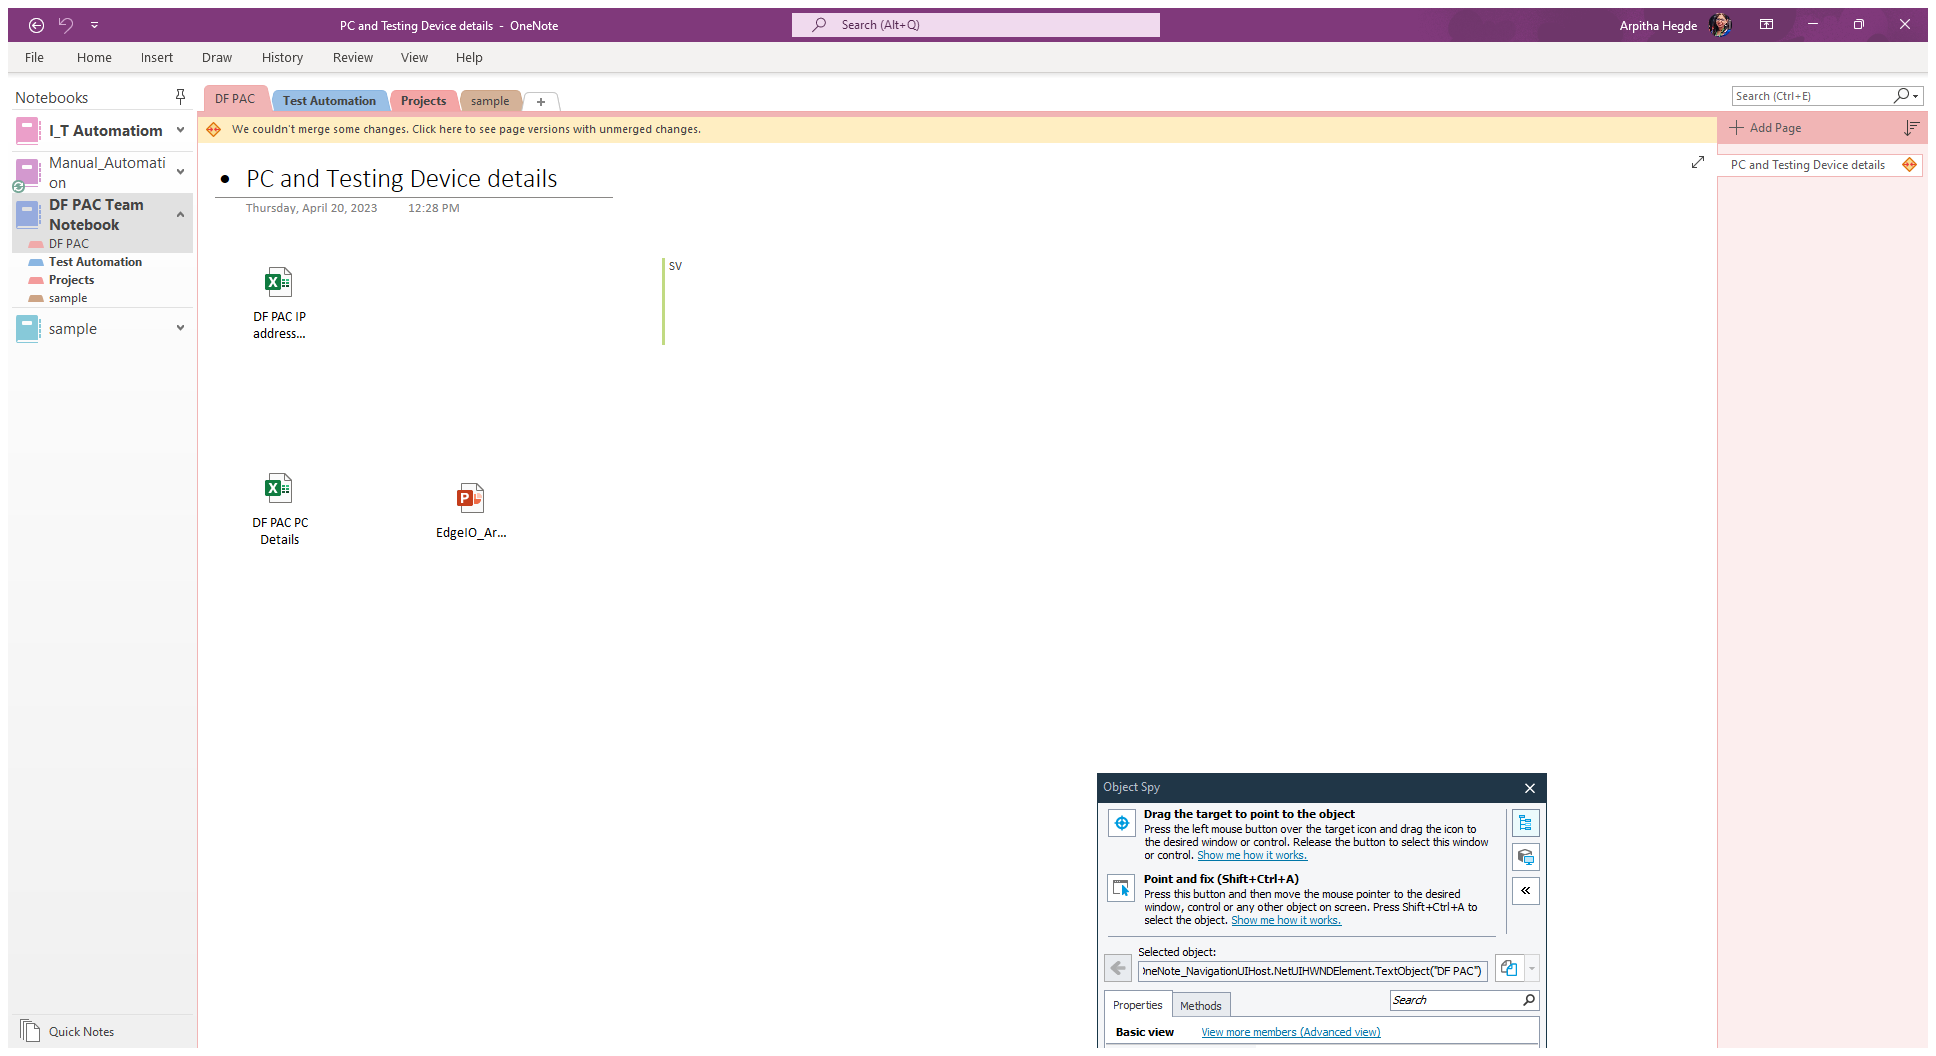 PC and Testing Device details - OneNote
Search (Alt+Q)
Arpitha Hegde
File Home Insert Draw History Review View Help
Notebooks
I_T Automatiom
Manual_Automati
on
DF PAC Team
Notebook
DF PAC
Test Automation
Projects
sample
sample
Quick Notes
DF PAC Test Automation Projects sample +
Search (Ctrl+E)
We couldn't merge some changes. Click here to see page versions with unmerged changes.
Add Page
PC and Testing Device details
• PC and Testing Device details
Thursday, April 20, 2023 12:28 PM
DF PAC IP
address...
SV
DF PAC PC
Details
EdgeIO_Ar...
Object Spy
Drag the target to point to the object
Press the left mouse button over the target icon and drag the icon to
the desired window or control. Release the button to select this window
or control. Show me how it works.
Point and fix (Shift+Ctrl+A)
Press this button and then move the mouse pointer to the desired
window, control or any other object on screen. Press Shift+Ctrl+A to
select the object. Show me how it works.
Selected object:
OneNote_NavigationUIHost.NetUIHWNDElement.TextObject("DF PAC")
Properties Methods
Search
Basic view View more members (Advanced view)